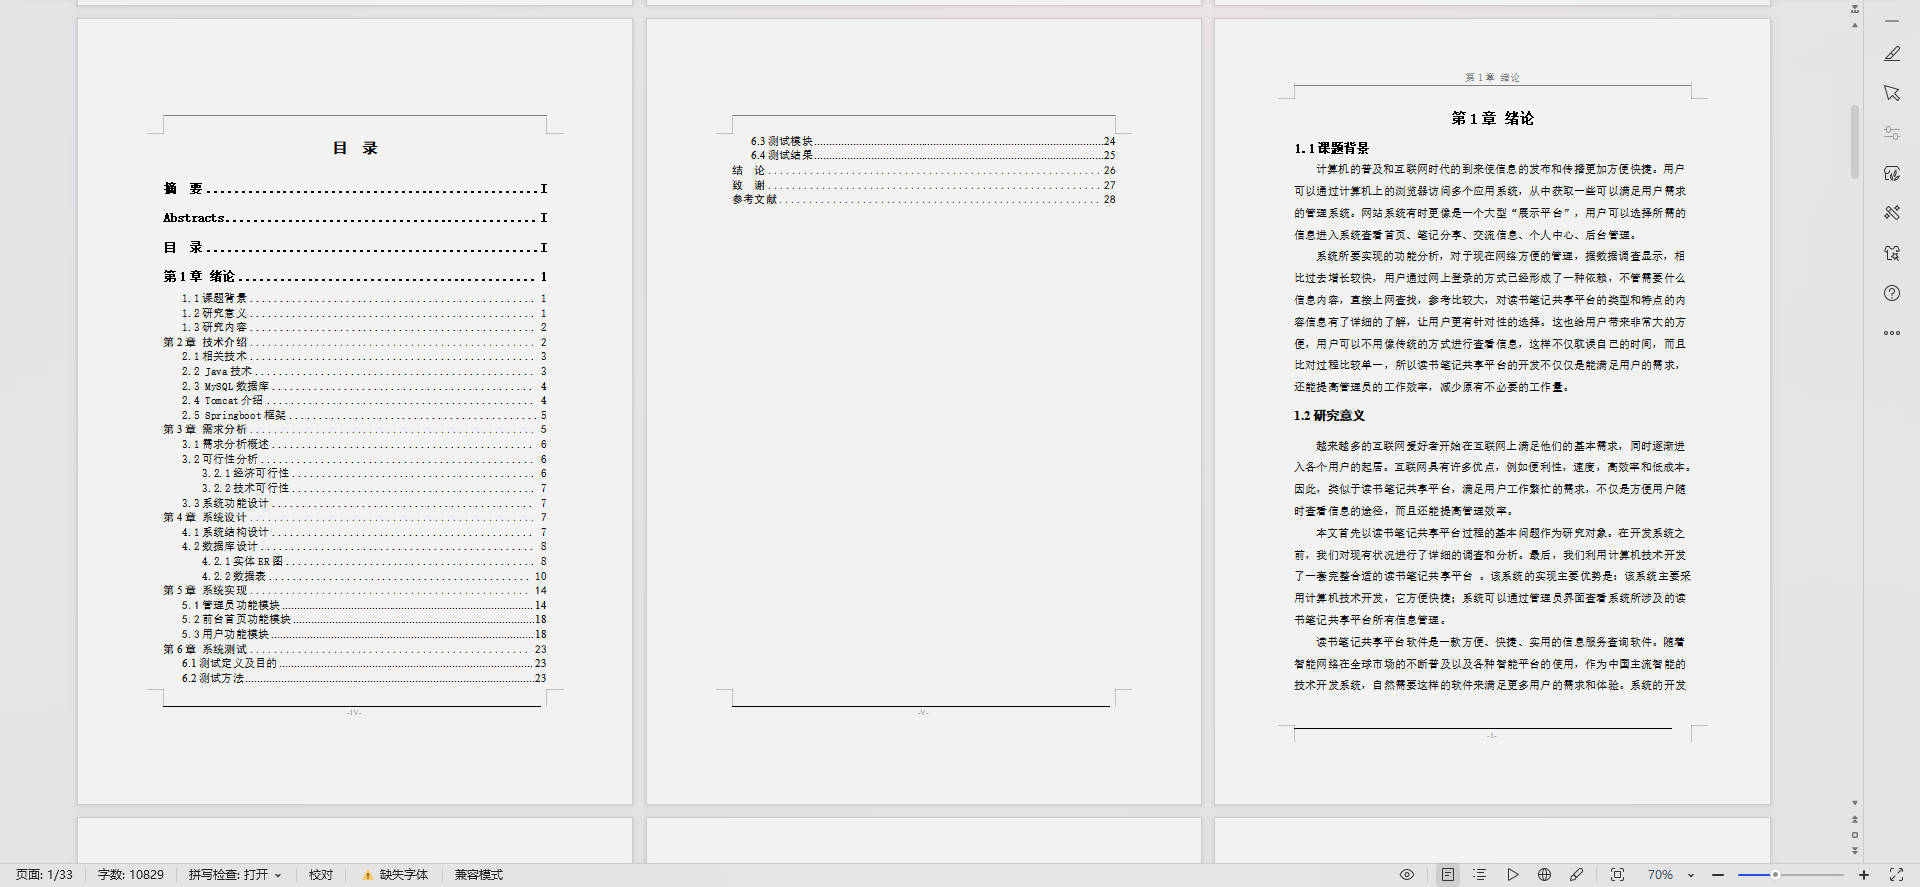 目 录
摘 要 I
Abstracts I
目 录 I
第1章 绪论 1
1.1课题背景 1
1.2研究意义 1
1.3研究内容 2
第2章 技术介绍 2
2.1相关技术 3
2.2 Java技术 3
2.3 MySQL数据库 4
2.4 Tomcat介绍 4
2.5 Springboot框架 5
第3章 需求分析 5
3.1需求分析概述 6
3.2可行性分析 6
3.2.1经济可行性 6
3.2.2技术可行性 7
3.3系统功能设计 7
第4章 系统设计 7
4.1系统结构设计 7
4.2数据库设计 8
4.2.1实体ER图 8
4.2.2数据表 10
第5章 系统实现 14
5.1管理员功能模块 14
5.2前台首页功能模块 18
5.3用户功能模块 18
第6章 系统测试 23
6.1测试定义及目的 23
6.2测试方法 23
-IV-
6.3测试模块 24
6.4测试结果 25
结 论 26
致 谢 27
参考文献 28
-V-
第1章 绪论
第1章 绪论
1.1课题背景
计算机的普及和互联网时代的到来使信息的发布和传播更加方便快捷。用户
可以通过计算机上的浏览器访问多个应用系统，从中获取一些可以满足用户需求
的管理系统。网站系统有时更像是一个大型“展示平台”，用户可以选择所需的
信息进入系统查看首页、笔记分享、交流信息、个人中心、后台管理。
系统所要实现的功能分析，对于现在网络方便的管理，据数据调查显示，相
比过去增长较快，用户通过网上登录的方式已经形成了一种依赖，不管需要什么
信息内容，直接上网查找，参考比较大，对读书笔记共享平台的类型和特点的内
容信息有了详细的了解，让用户更有针对性的选择。这也给用户带来非常大的方
便，用户可以不用像传统的方式进行查看信息，这样不仅耽误自己的时间，而且
比对过程比较单一，所以读书笔记共享平台的开发不仅仅是能满足用户的需求，
还能提高管理员的工作效率，减少原有不必要的工作量。
1.2研究意义
越来越多的互联网爱好者开始在互联网上满足他们的基本需求，同时逐渐进
入各个用户的起居。互联网具有许多优点，例如便利性，速度，高效率和低成本。
因此，类似于读书笔记共享平台，满足用户工作繁忙的需求，不仅是方便用户随
时查看信息的途径，而且还能提高管理效率。
本文首先以读书笔记共享平台过程的基本问题作为研究对象。在开发系统之
前，我们对现有状况进行了详细的调查和分析。最后，我们利用计算机技术开发
了一套完整合适的读书笔记共享平台 。该系统的实现主要优势是：该系统主要采
用计算机技术开发，它方便快捷；系统可以通过管理员界面查看系统所涉及的读
书笔记共享平台所有信息管理。
读书笔记共享平台软件是一款方便、快捷、实用的信息服务查询软件。随着
智能网络在全球市场的不断普及以及各种智能平台的使用，作为中国主流智能的
技术开发系统，自然需要这样的软件来满足更多用户的需求和体验。系统的开发
页面: 1/33 字数: 10829 拼写检查: 打开 校对 缺失字体 兼容模式 70%